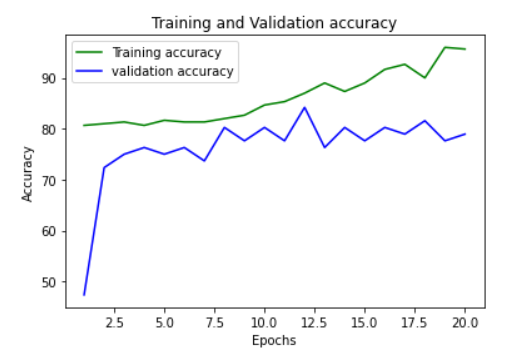 Training and Validation accuracy
Training accuracy
validation accuracy
Accuracy
90
80
70
60
50
2.5 5.0 7.5 10.0 12.5 15.0 17.5 20.0
Epochs